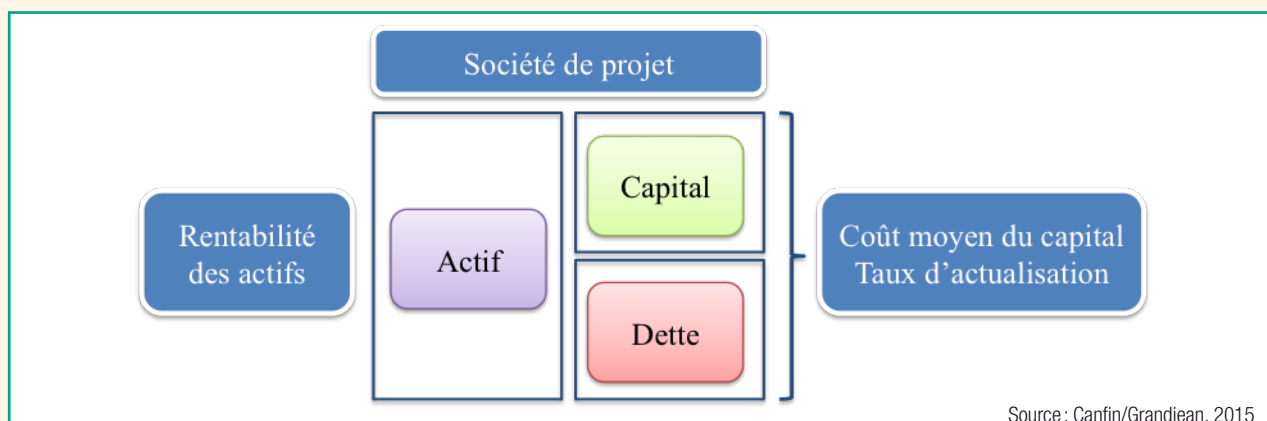 Société de projet
Rentabilité
des actifs
Actif
Capital
Dette
Coût moyen du capital
Taux d’actualisation
Source : Canfin/Grandjean, 2015